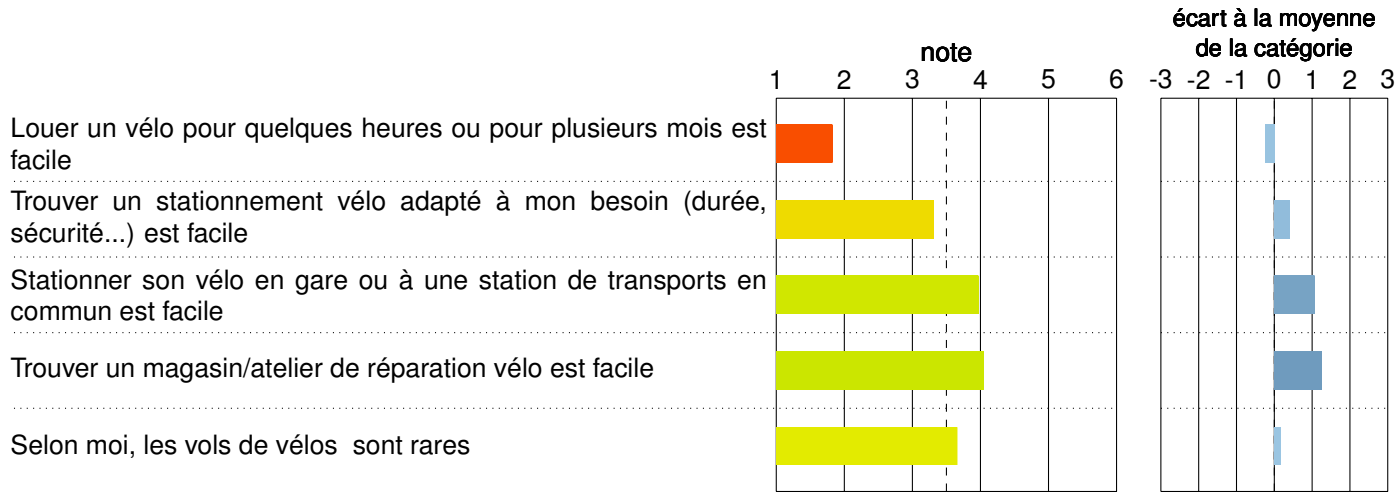 écart à la moyenne
note de la catégorie
1 2 3 4 5 6 -3 -2 -1 0 1 2 3
Louer un vélo pour quelques heures ou pour plusieurs mois est
facile
Trouver un stationnement vélo adapté à mon besoin (durée,
sécurité...) est facile
Stationner son vélo en gare ou à une station de transports en
commun est facile
Trouver un magasin/atelier de réparation vélo est facile
Selon moi, les vols de vélos sont rares